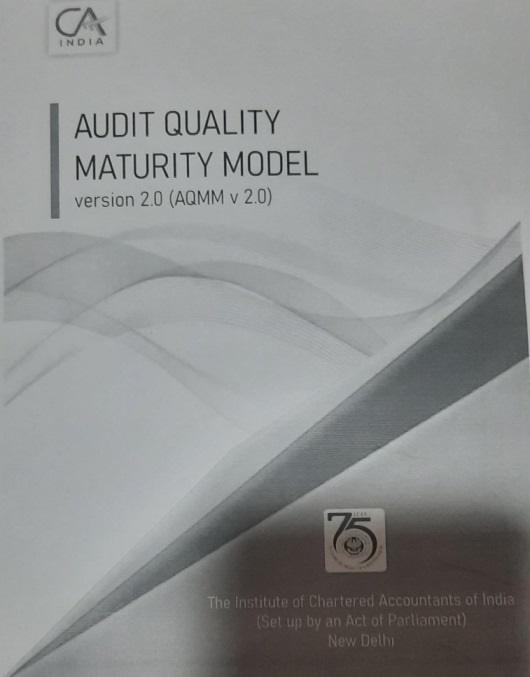 CA
INDIA
AUDIT QUALITY
MATURITY MODEL
version 2.0 (AQMM v 2.0)
75
The Institute of Chartered Accountants of India
(Set up by an Act of Parliament)
New Delhi